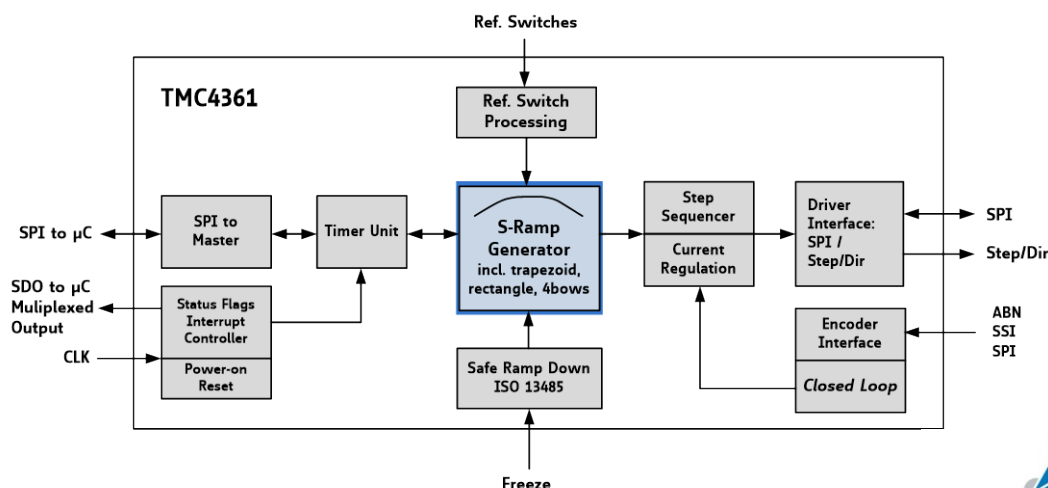 Ref. Switches
TMC4361
Ref. Switch
Processing
SPI to µC
SPI to
Master
Timer Unit
S-Ramp
Generator
incl. trapezoid,
rectangle, 4bows
Step
Sequencer
Current
Regulation
Driver
Interface:
SPI /
Step/Dir
SPI
Step/Dir
SDO to µC
Muliplexed
Output
CLK
Status Flags
Interrupt
Controller
Power-on
Reset
Safe Ramp Down
ISO 13485
Encoder
Interface
Closed Loop
ABN
SSI
SPI
Freeze